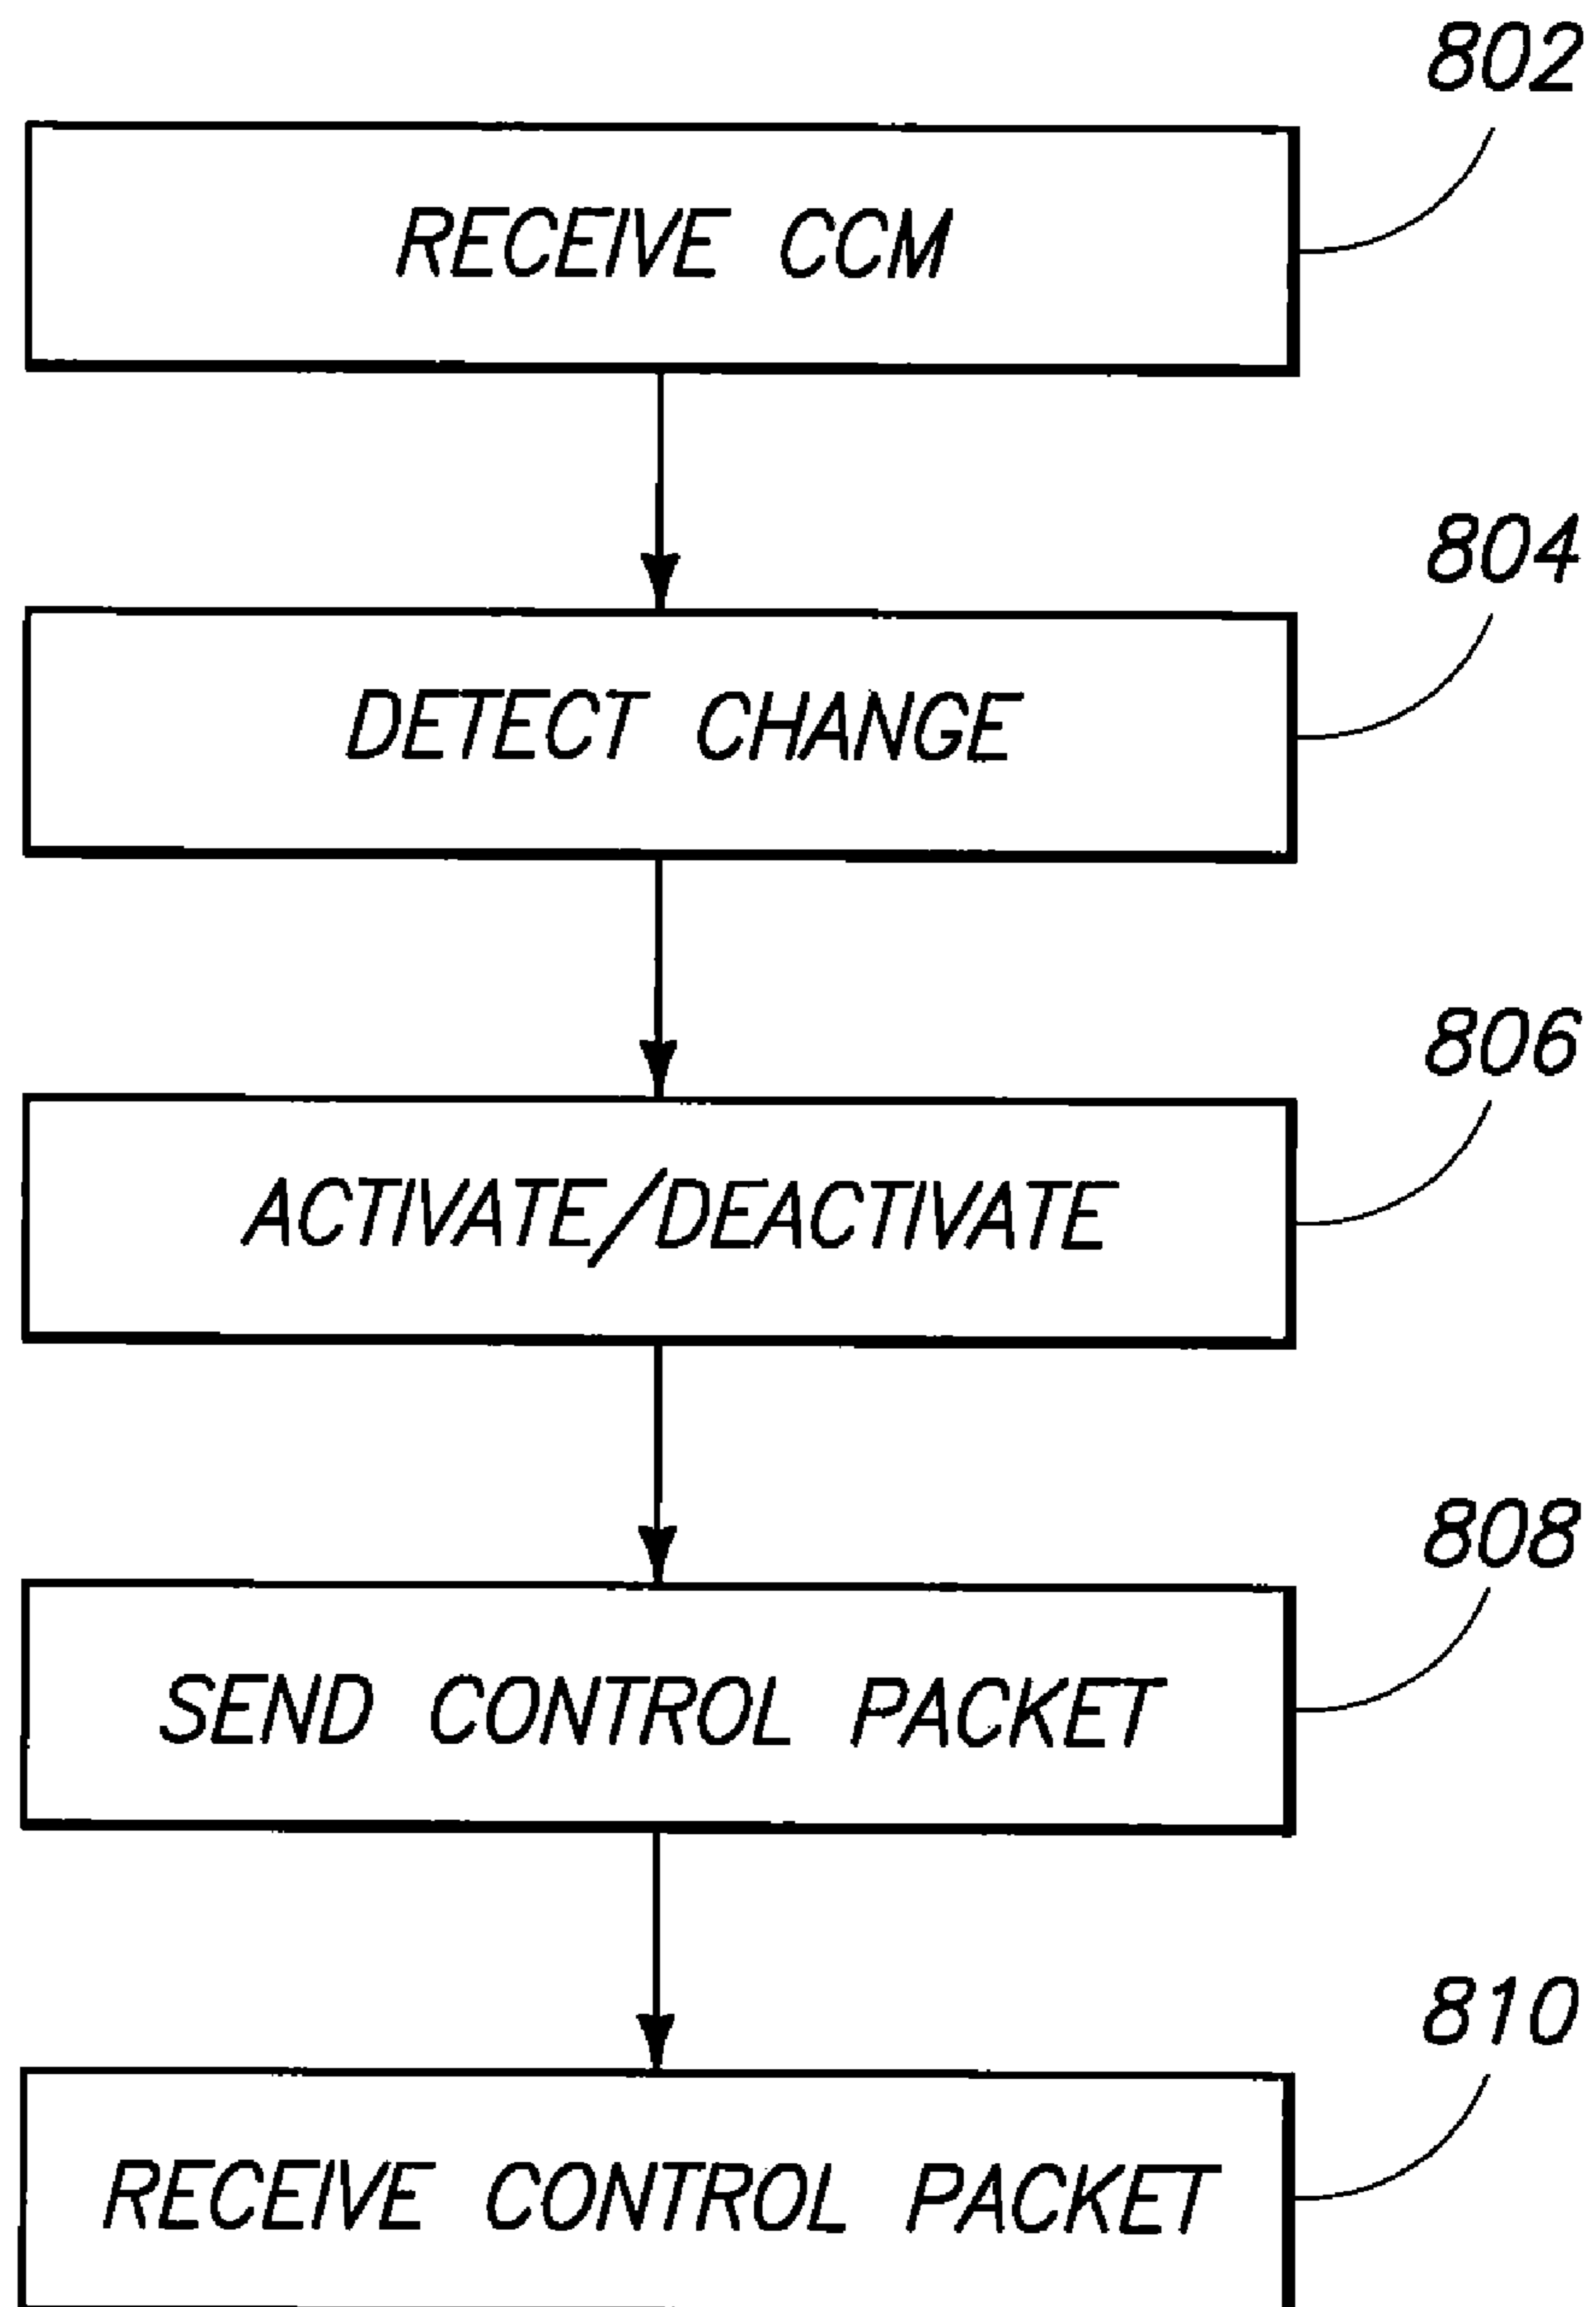 802
RECEIVE CCM
804
DETECT CHANGE
806
ACTIVATE/DEACTIVATE
808
SEND CONTROL PACKET
810
RECEIVE CONTROL PACKET